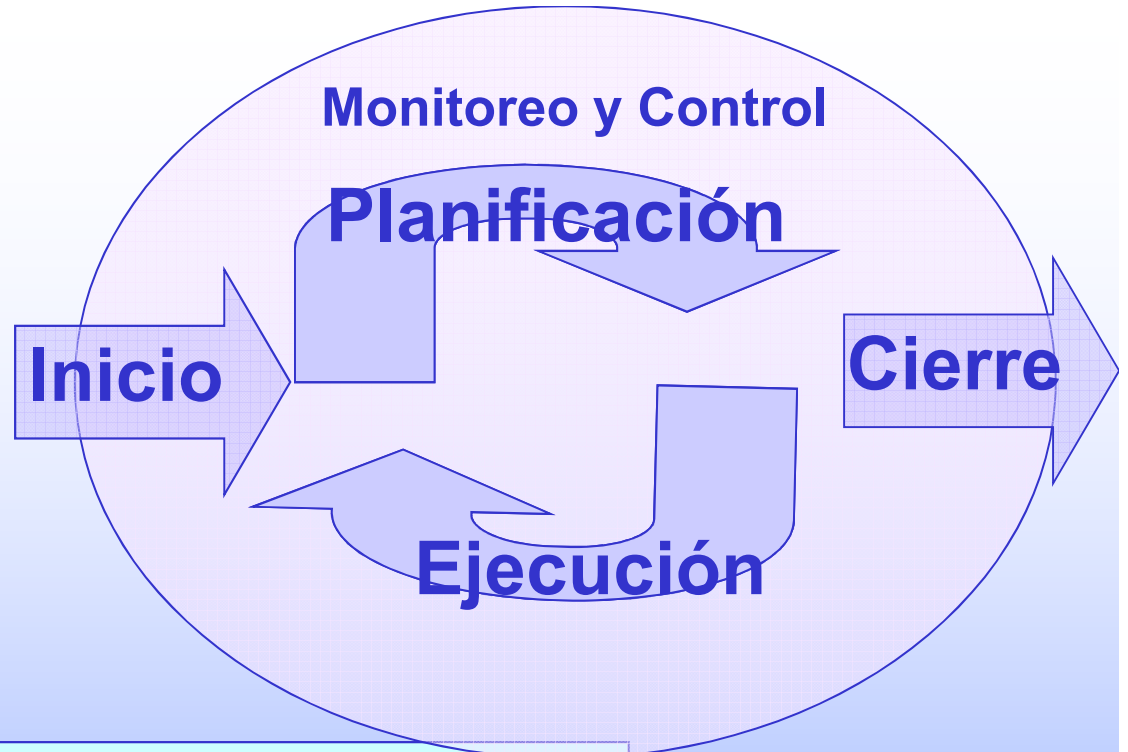 Monitoreo y Control
Planificación
Inicio
Cierre
Ejecución